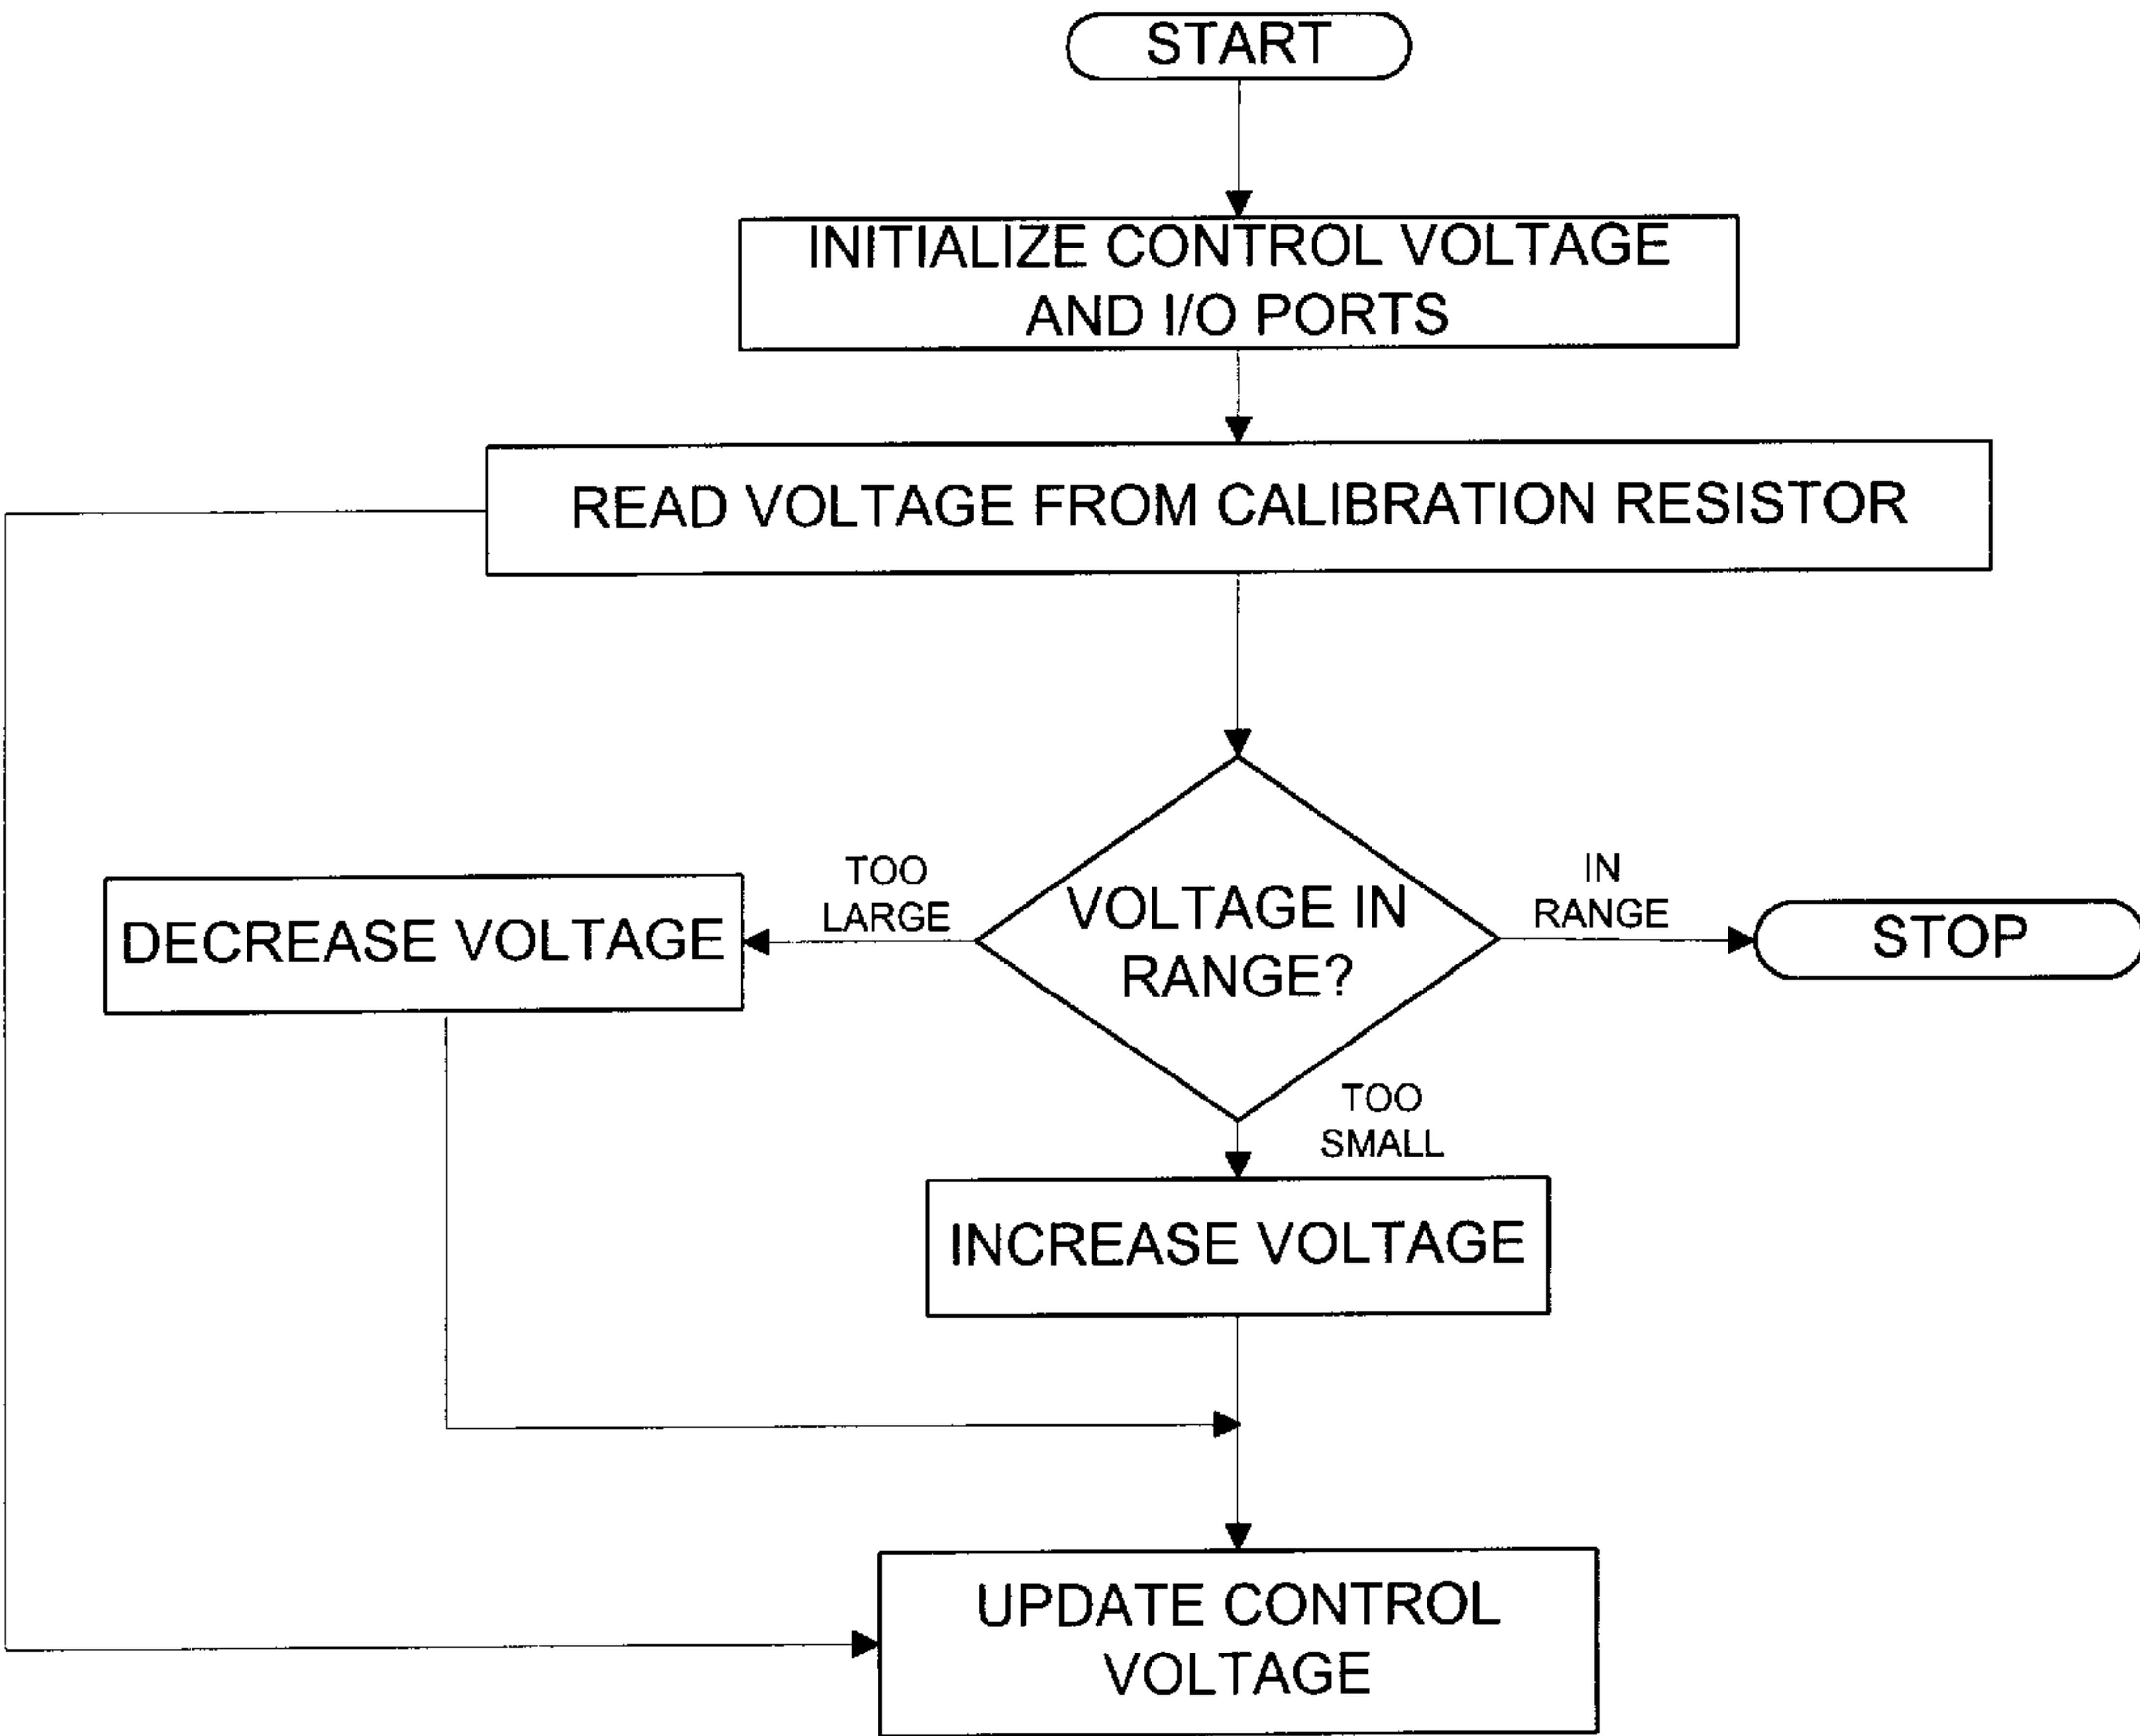 START
INITIALIZE CONTROL VOLTAGE
AND I/O PORTS
READ VOLTAGE FROM CALIBRATION RESISTOR
TOO
LARGE
IN
RANGE
DECREASE VOLTAGE
VOLTAGE IN
RANGE?
STOP
TOO
SMALL
INCREASE VOLTAGE
UPDATE CONTROL
VOLTAGE